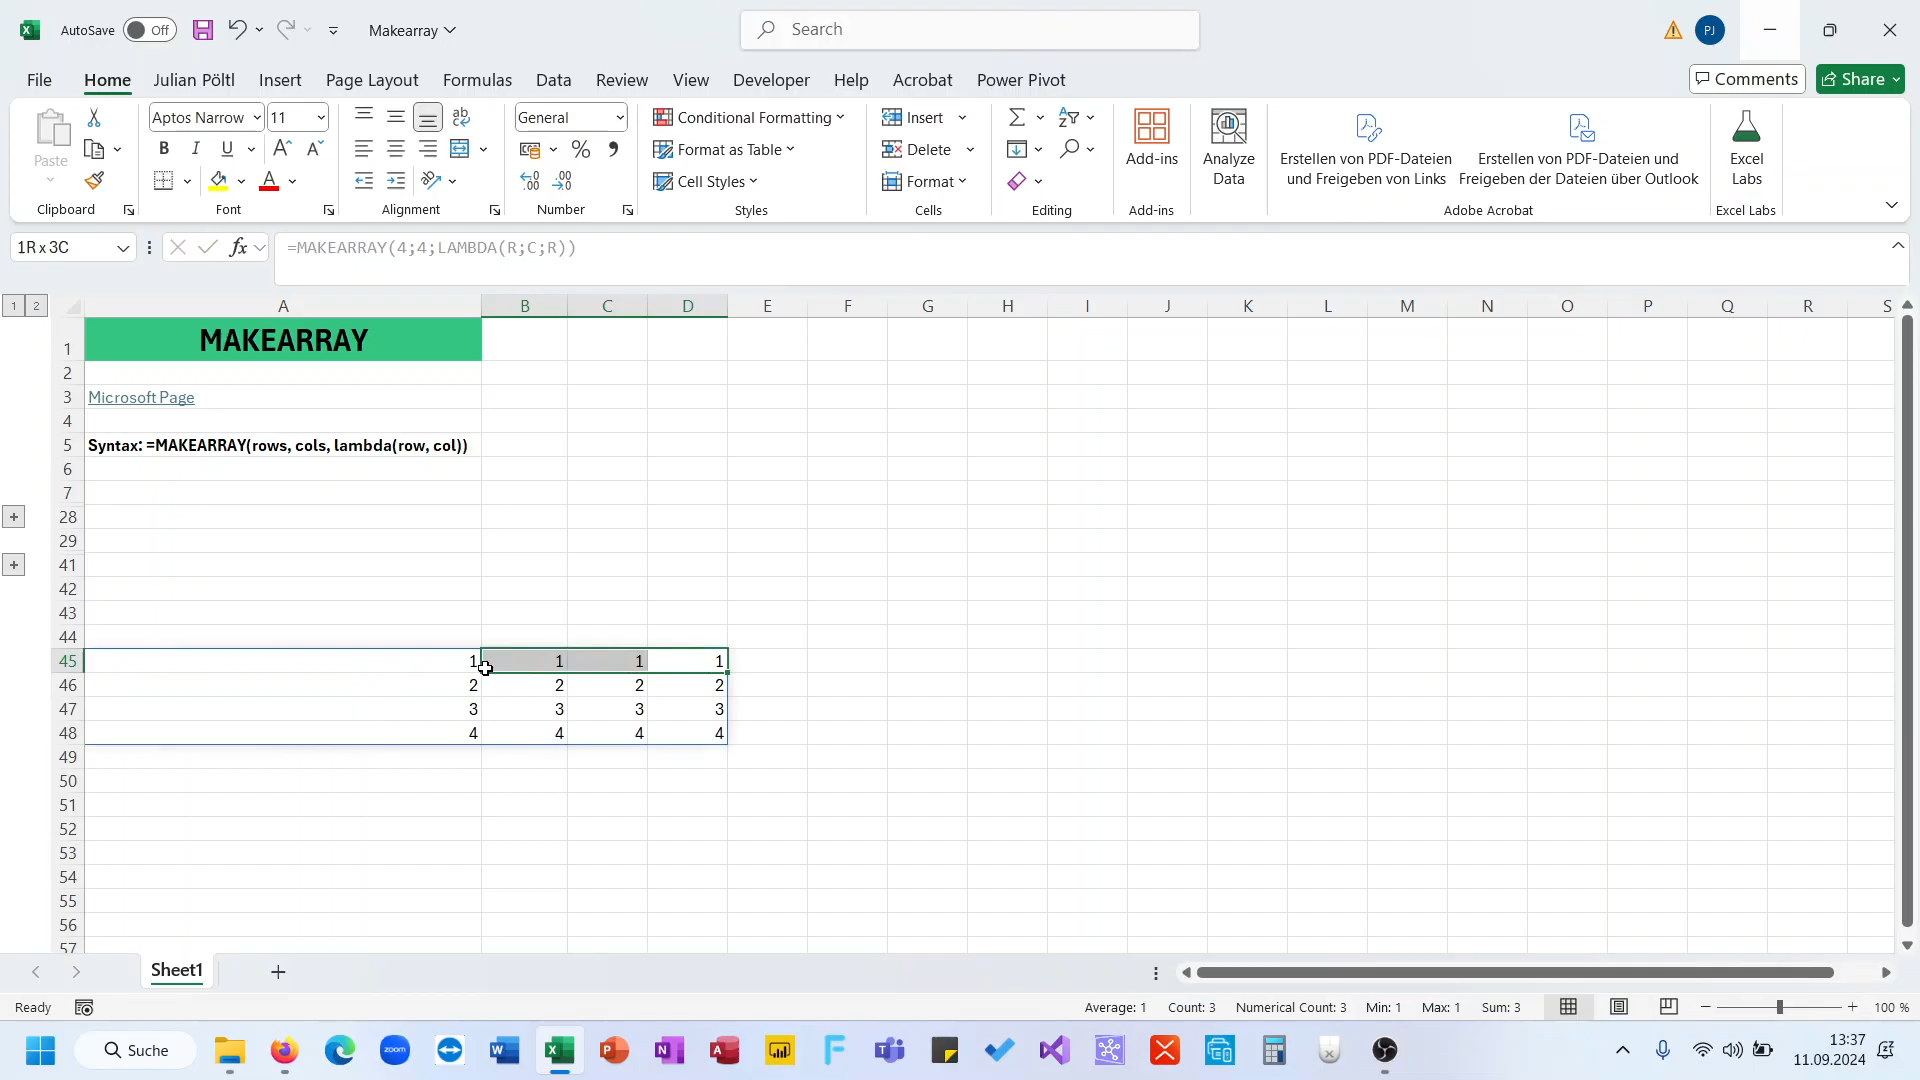 AutoSave Off Makearray Search PJ
File Home Julian Pöltl Insert Page Layout Formulas Data Review View Developer Help Acrobat Power Pivot Comments Share
Paste Aptos Narrow 11 General Conditional Formatting Insert
Format as Table Delete Add-ins Analyze Data Erstellen von PDF-Dateien und Freigeben von Links Erstellen von PDF-Dateien und Freigeben der Dateien über Outlook Excel Labs
Cell Styles Format
Clipboard Font Alignment Number Styles Cells Editing Add-ins Adobe Acrobat Excel Labs
1R x 3C fx =MAKEARRAY(4;4;LAMBDA(R;C;R))
1 2 A B C D E F G H I J K L M N O P Q R S
1 MAKEARRAY
2
3 Microsoft Page
4
5 Syntax: =MAKEARRAY(rows, cols, lambda(row, col))
6
7
28
29
41
42
43
44
45 1 1 1 1
46 2 2 2 2
47 3 3 3 3
48 4 4 4 4
49
50
51
52
53
54
55
56
57
Sheet1
Ready Average: 1 Count: 3 Numerical Count: 3 Min: 1 Max: 1 Sum: 3 100 %
Suche zoom 13:37
11.09.2024